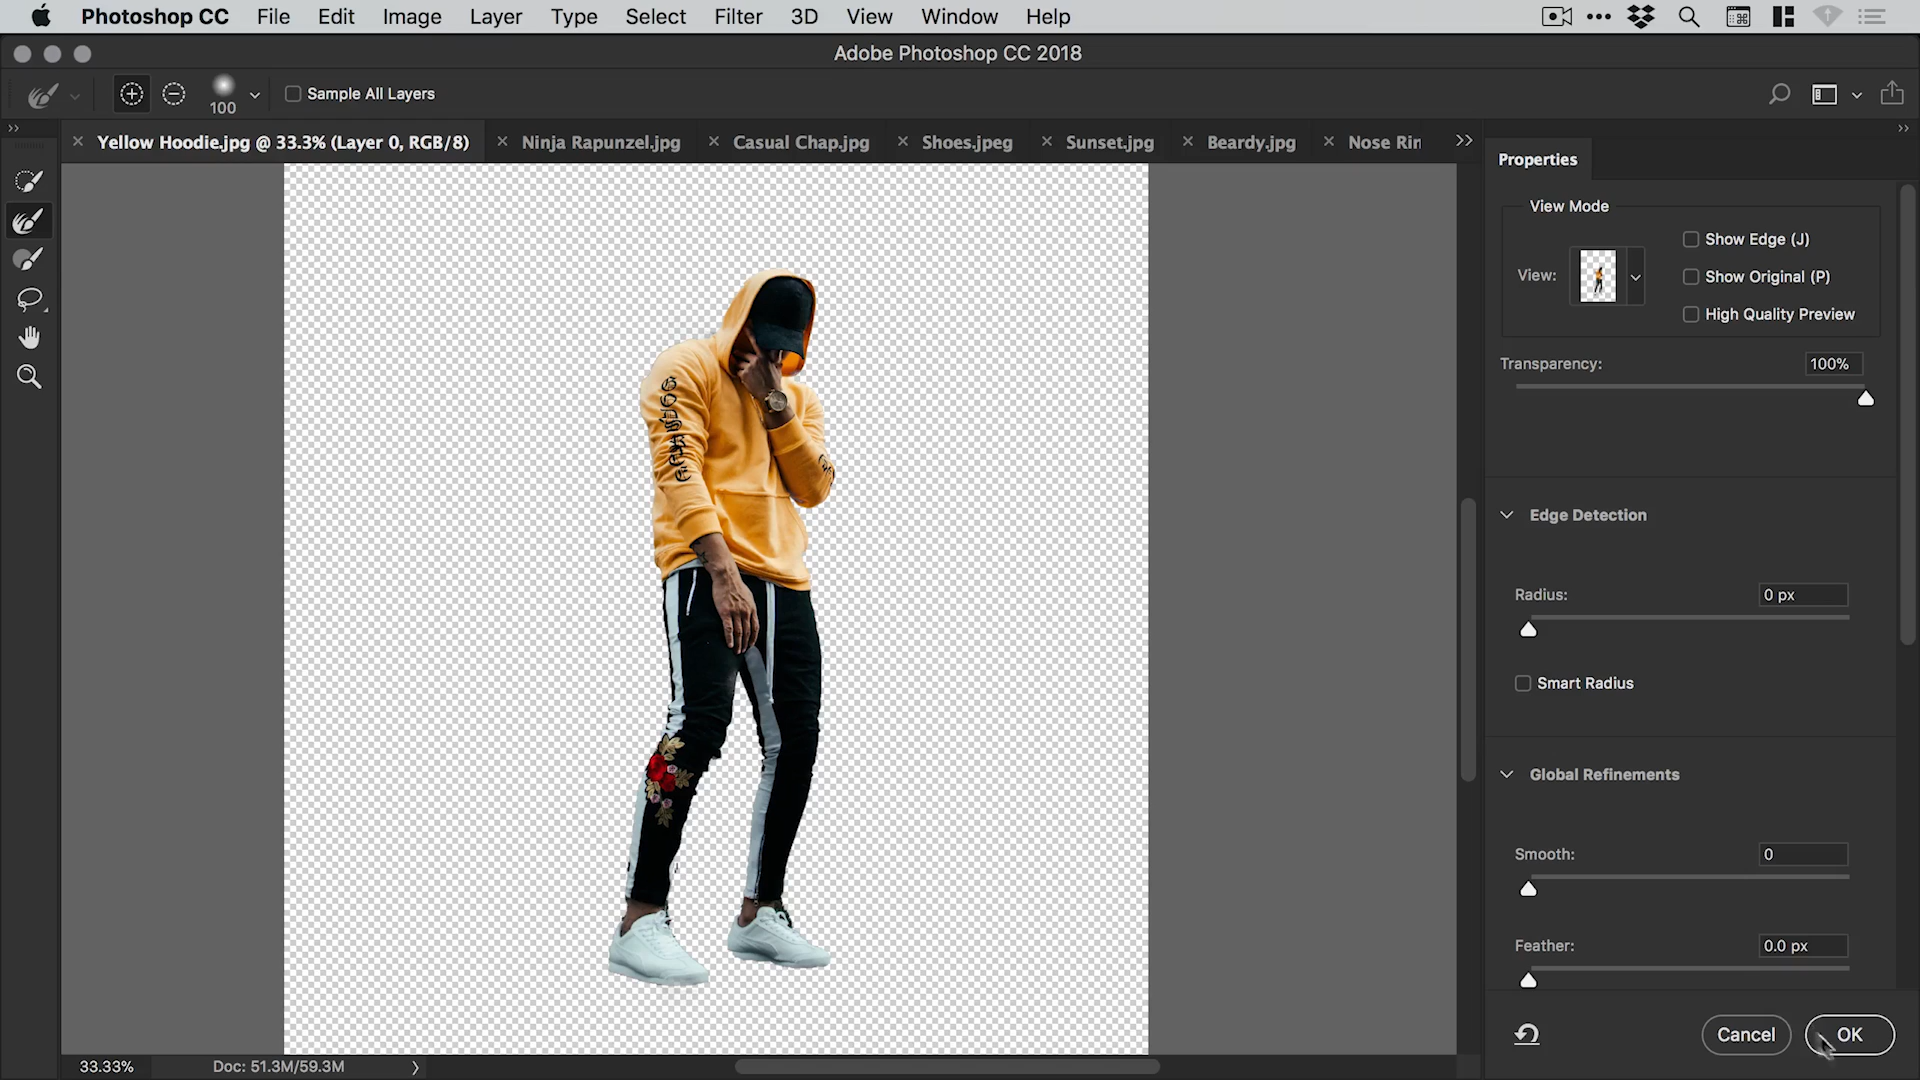 Photoshop CC File Edit Image Layer Type Select Filter 3D View Window Help
Adobe Photoshop CC 2018
100 Sample All Layers
Yellow Hoodie.jpg @ 33.3% (Layer 0, RGB/8) Ninja Rapunzel.jpg Casual Chap.jpg Shoes.jpeg Sunset.jpg Beardy.jpg Nose Rin
Properties
View Mode
Show Edge (J)
View:
Show Original (P)
High Quality Preview
Transparency: 100%
Edge Detection
Radius: 0 px
Smart Radius
Global Refinements
Smooth: 0
Feather: 0.0 px
Cancel OK
33.33% Doc: 51.3M/59.3M